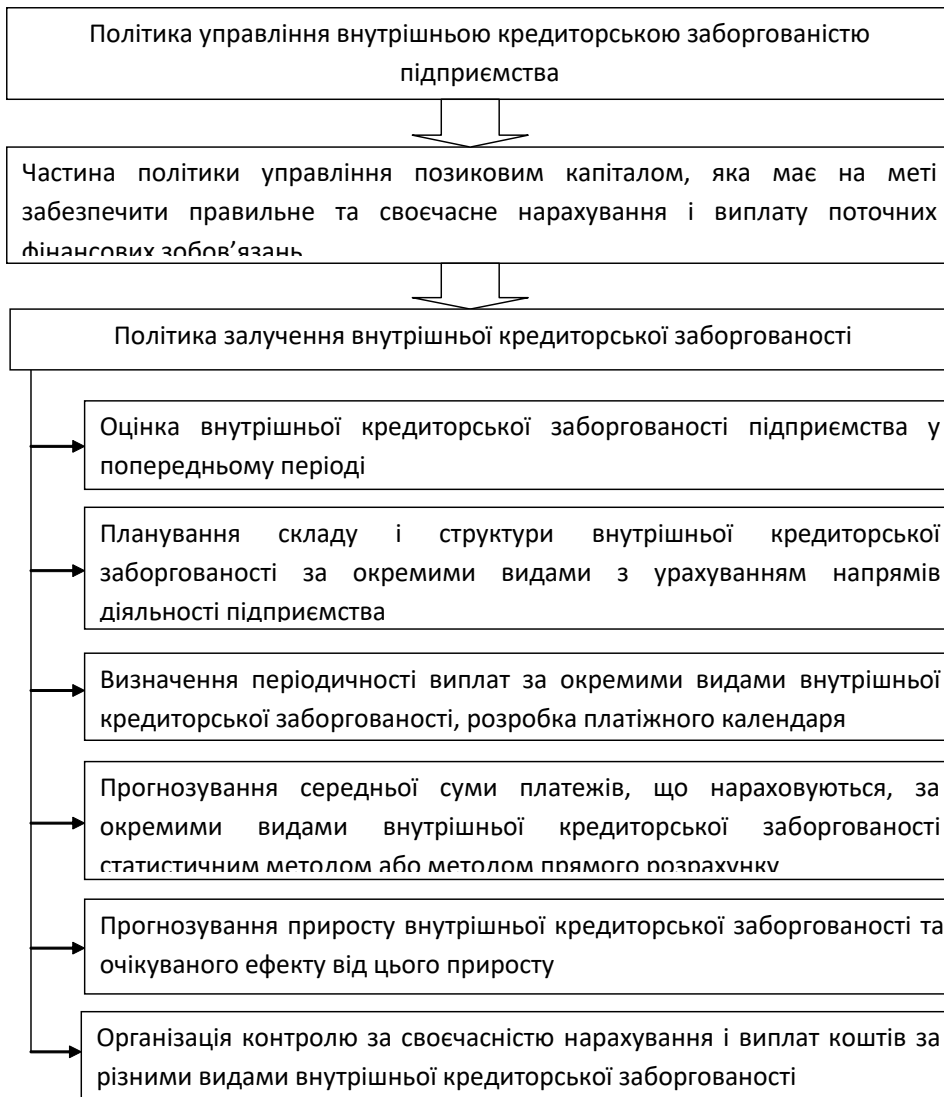 Політика управління внутрішньою кредиторською заборгованістю
підприємства
Частина політики управління позиковим капіталом, яка має на меті
забезпечити правильне та своєчасне нарахування і виплату поточних
фінансових зобов’язань
Політика залучення внутрішньої кредиторської заборгованості
Оцінка внутрішньої кредиторської заборгованості підприємства у
попередньому періоді
Планування складу і структури внутрішньої кредиторської
заборгованості за окремими видами з урахуванням напрямів
діяльності підприємства
Визначення періодичності виплат за окремими видами внутрішньої
кредиторської заборгованості, розробка платіжного календаря
Прогнозування середньої суми платежів, що нараховуються, за
окремими видами внутрішньої кредиторської заборгованості
статистичним методом або методом прямого розрахунку
Прогнозування приросту внутрішньої кредиторської заборгованості та
очікуваного ефекту від цього приросту
Організація контролю за своєчасністю нарахування і виплат коштів за
різними видами внутрішньої кредиторської заборгованості